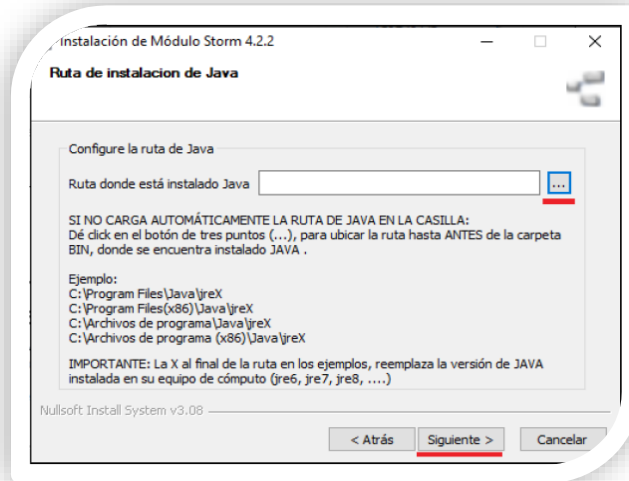 Instalación de Módulo Storm 4.2.2
Ruta de instalacion de Java
Configure la ruta de Java
Ruta donde está instalado Java
...
SI NO CARGA AUTOMÁTICAMENTE LA RUTA DE JAVA EN LA CASILLA:
Dé click en el botón de tres puntos (...), para ubicar la ruta hasta ANTES de la carpeta
BIN, donde se encuentra instalado JAVA .
Ejemplo:
C:\Program Files\Java\jreX
C:\Program Files(x86)\Java\jreX
C:\Archivos de programa\Java\jreX
C:\Archivos de programa (x86)\Java\jreX
IMPORTANTE: La X al final de la ruta en los ejemplos, reemplaza la versión de JAVA
instalada en su equipo de cómputo (jre6, jre7, jre8, ....)
Nullsoft Install System v3.08
< Atrás Siguiente > Cancelar